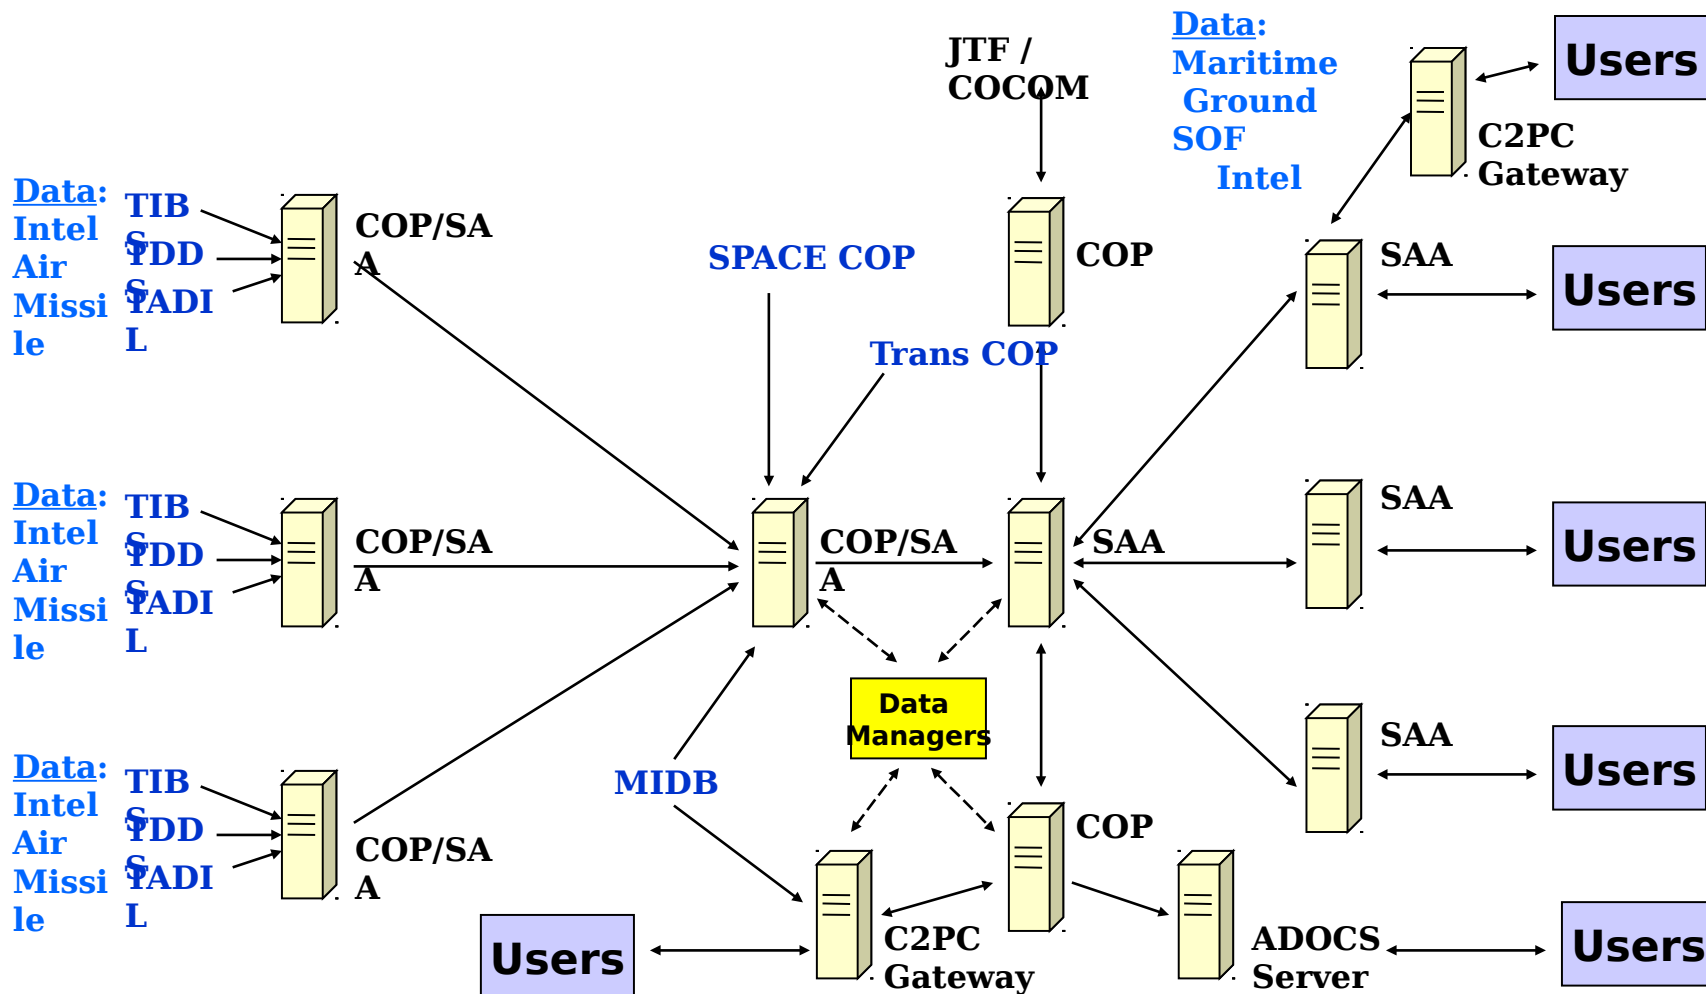 JTF /
COCOM
Data:
Maritime
Ground
SOF
Intel
Users
C2PC
Gateway
Data:
Intel
Air
Missi
le
TIB
S
TDD
S
TADI
L
COP/SA
A
SPACE COP
COP
Trans COP
SAA
Users
Data:
Intel
Air
Missi
le
TIB
S
TDD
S
TADI
L
COP/SA
A
COP/SA
A
SAA
SAA
Users
Data
Managers
MIDB
SAA
Users
Data:
Intel
Air
Missi
le
TIB
S
TDD
S
TADI
L
COP/SA
A
COP
Users
C2PC
Gateway
ADOCS
Server
Users